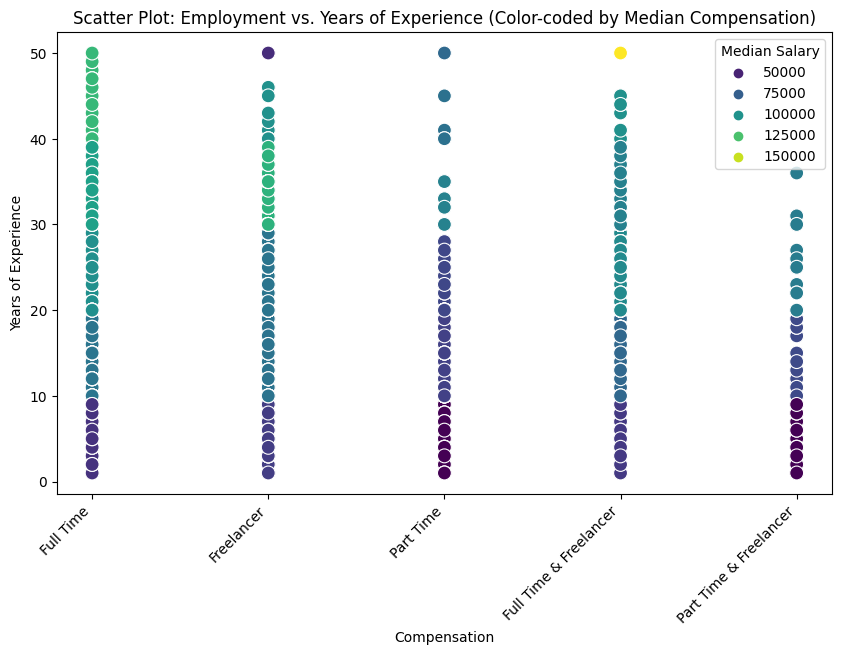 Scatter Plot: Employment vs. Years of Experience (Color-coded by Median Compensation)
Median Salary
50000
75000
100000
125000
150000
Years of Experience
50
40
30
20
10
0
Full Time
Freelancer
Part Time
Full Time & Freelancer
Part Time & Freelancer
Compensation